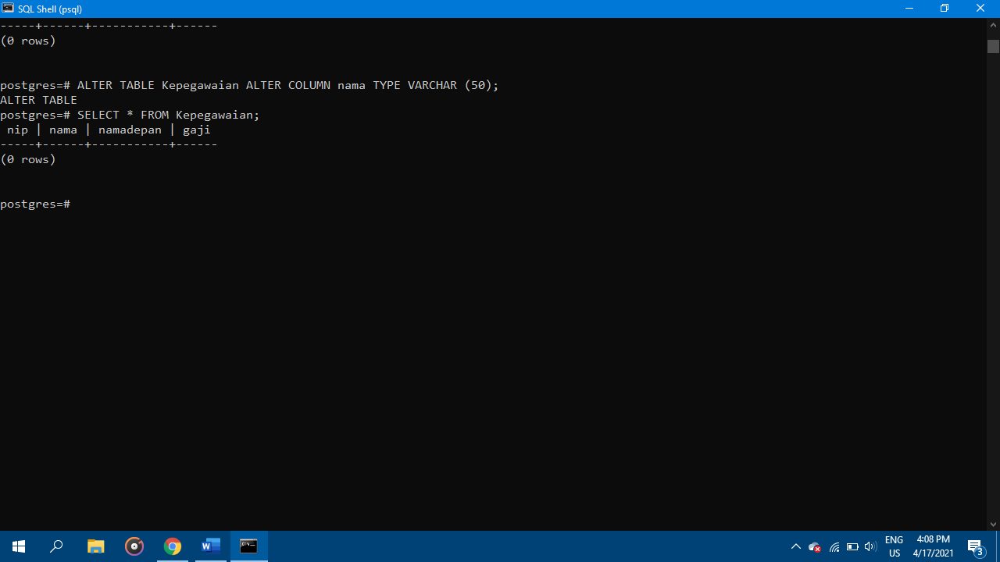 SQL Shell (psql)
-----+------+-----------+------
(0 rows)
postgres=# ALTER TABLE Kepegawaian ALTER COLUMN nama TYPE VARCHAR (50);
ALTER TABLE
postgres=# SELECT * FROM Kepegawaian;
 nip | nama | namadepan | gaji
-----+------+-----------+------
(0 rows)
postgres=#
ENG
US
4:08 PM
4/17/2021
3